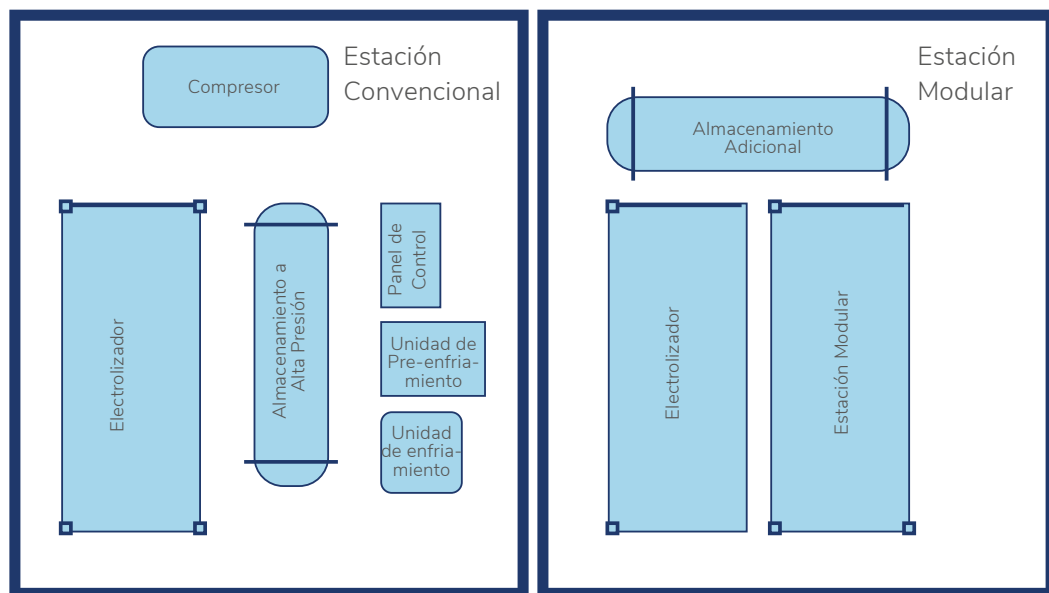 Estación
Convencional
Compresor
Electrolizador
Almacenamiento a
Alta Presión
Panel de
Control
Unidad de
Pre-enfria-
miento
Unidad
de enfria-
miento
Estación
Modular
Almacenamiento
Adicional
Electrolizador
Estación Modular